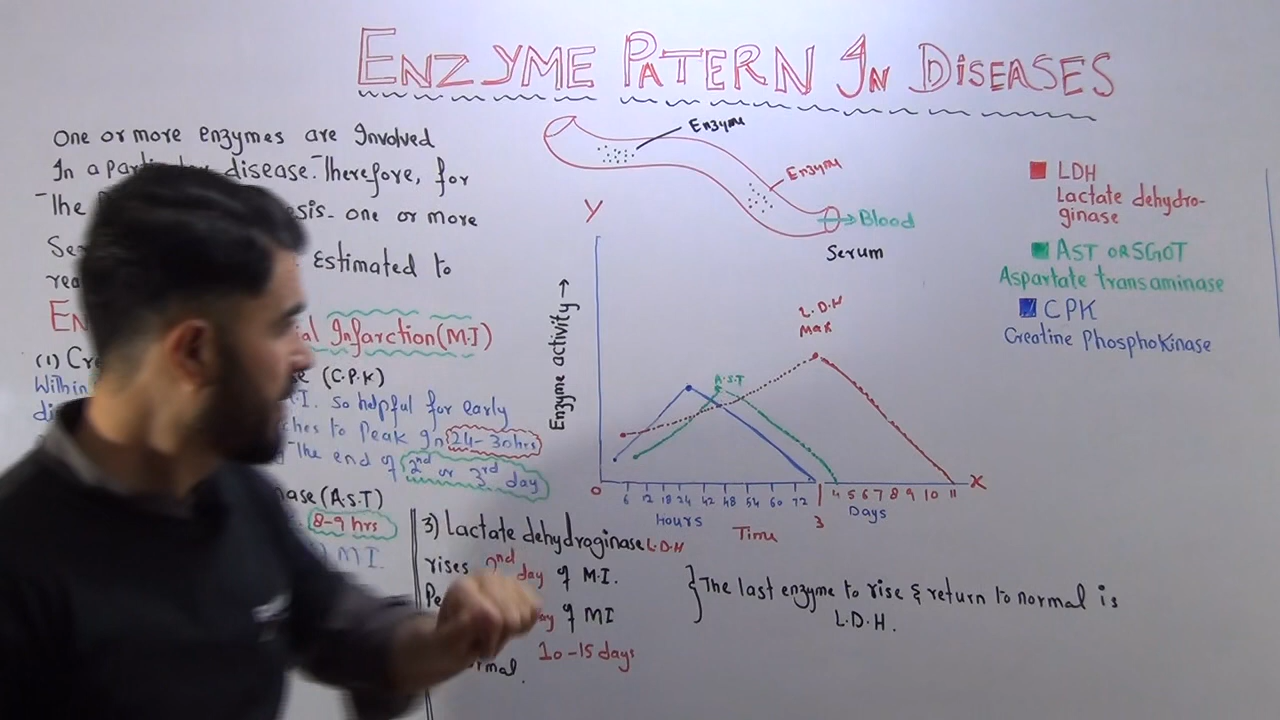 ENZYME PATERN IN DISEASES
One or more enzymes are Involved
In a particular disease. Therefore, for
The
esis- one or more
Estimated to
Infarction (M.I)
(1)
(C.P.K)
Within
M.I. So helpful for early
to Peak In 24-30hrs
The end of 2nd or 3rd day
(A.S.T)
8-9 hrs
M I.
Enzyme
Enzyme
Blood
Serum
Y
Enzyme activity →
L.D.H
Max
A.S.T
0
X
6 12 18 24 42 48 54 60 72 4 5 6 7 8 9 10 11
3
Hours
Time
Days
LDH
Lactate dehydro-
ginase
AST OR SGOT
Aspartate transaminase
CPK
Creatine Phosphokinase
3) Lactate dehydroginase L.D.H
rises 2nd day of M.I.
of MI
10-15 days
The last enzyme to rise & return to normal is
L.D.H.